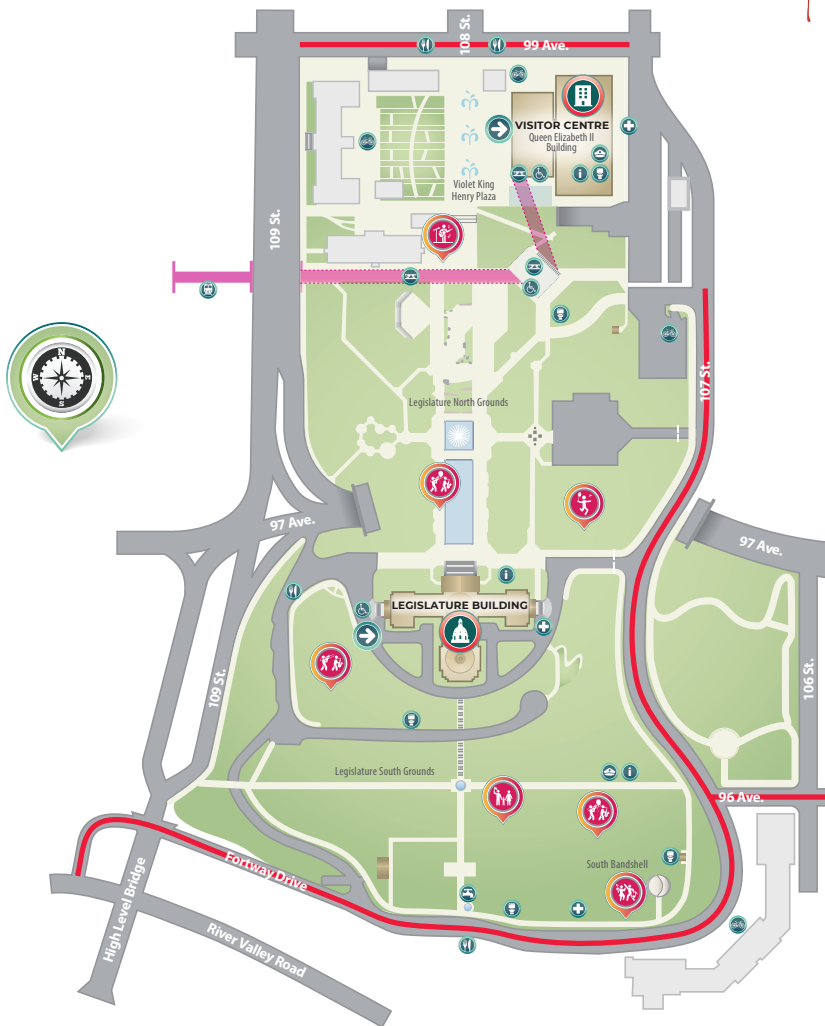 108 St.
99 Ave.
VISITOR CENTRE
Queen Elizabeth II
Building
Violet King
Henry Plaza
109 St.
N
W
E
S
107 St.
Legislature North Grounds
97 Ave.
97 Ave.
LEGISLATURE BUILDING
109 St.
106 St.
Legislature South Grounds
96 Ave.
South Bandshell
Fortway Drive
High Level Bridge
River Valley Road